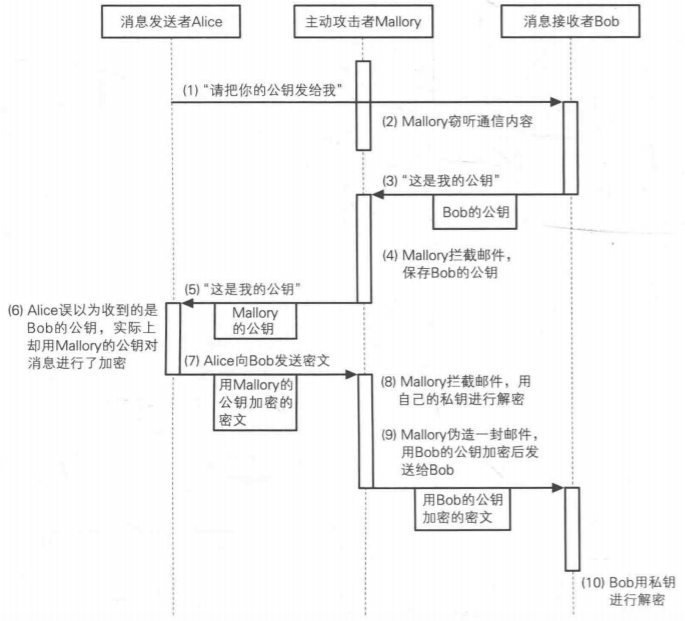 消息发送者Alice
主动攻击者Mallory
消息接收者Bob
(1) “请把你的公钥发给我”
(2) Mallory窃听通信内容
(3) “这是我的公钥”
Bob的公钥
(4) Mallory拦截邮件，
保存Bob的公钥
(5) “这是我的公钥”
Mallory
的公钥
(6) Alice误以为收到的是
Bob的公钥，实际上
却用Mallory的公钥对
消息进行了加密
(7) Alice向Bob发送密文
用Mallory的
公钥加密的
密文
(8) Mallory拦截邮件，用
自己的私钥进行解密
(9) Mallory伪造一封邮件，
用Bob的公钥加密后发
送给Bob
用Bob的公钥
加密的密文
(10) Bob用私钥
进行解密